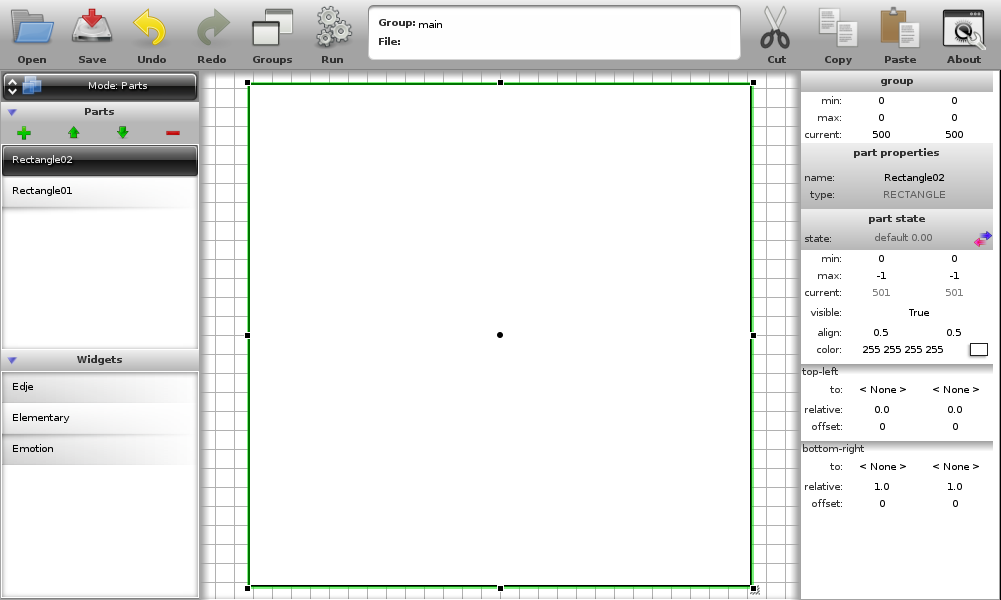 Open Save Undo Redo Groups Run
Group: main
File:
Cut Copy Paste About
Mode: Parts
Parts
Rectangle02
Rectangle01
Widgets
Edje
Elementary
Emotion
group
min: 0 0
max: 0 0
current: 500 500
part properties
name: Rectangle02
type: RECTANGLE
part state
state: default 0.00
min: 0 0
max: -1 -1
current: 501 501
visible: True
align: 0.5 0.5
color: 255 255 255 255
top-left
to: < None > < None >
relative: 0.0 0.0
offset: 0 0
bottom-right
to: < None > < None >
relative: 1.0 1.0
offset: 0 0